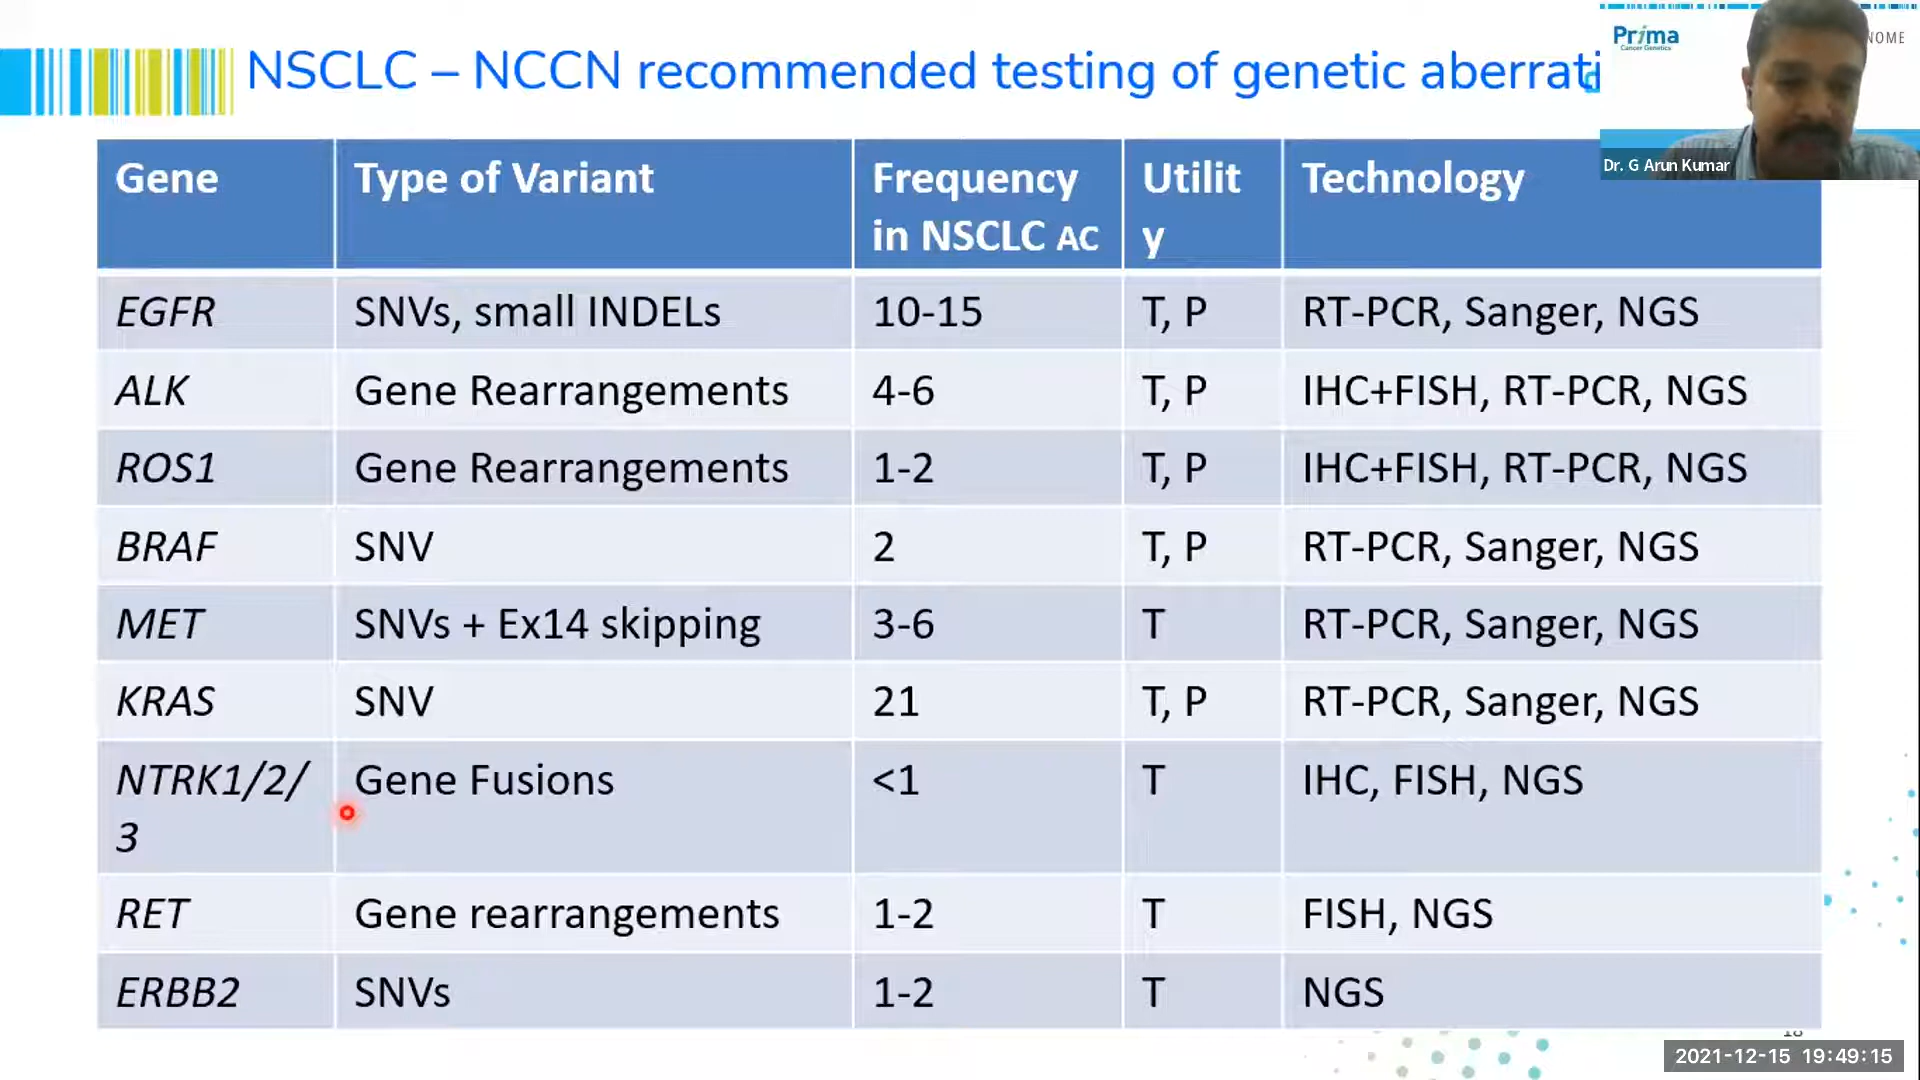 NSCLC – NCCN recommended testing of genetic aberrati
Prima
Cancer Genetics
NOME
Dr. G Arun Kumar
Gene Type of Variant Frequency in NSCLC AC Utility Technology
EGFR SNVs, small INDELs 10-15 T, P RT-PCR, Sanger, NGS
ALK Gene Rearrangements 4-6 T, P IHC+FISH, RT-PCR, NGS
ROS1 Gene Rearrangements 1-2 T, P IHC+FISH, RT-PCR, NGS
BRAF SNV 2 T, P RT-PCR, Sanger, NGS
MET SNVs + Ex14 skipping 3-6 T RT-PCR, Sanger, NGS
KRAS SNV 21 T, P RT-PCR, Sanger, NGS
NTRK1/2/3 Gene Fusions <1 T IHC, FISH, NGS
RET Gene rearrangements 1-2 T FISH, NGS
ERBB2 SNVs 1-2 T NGS
2021-12-15 19:49:15